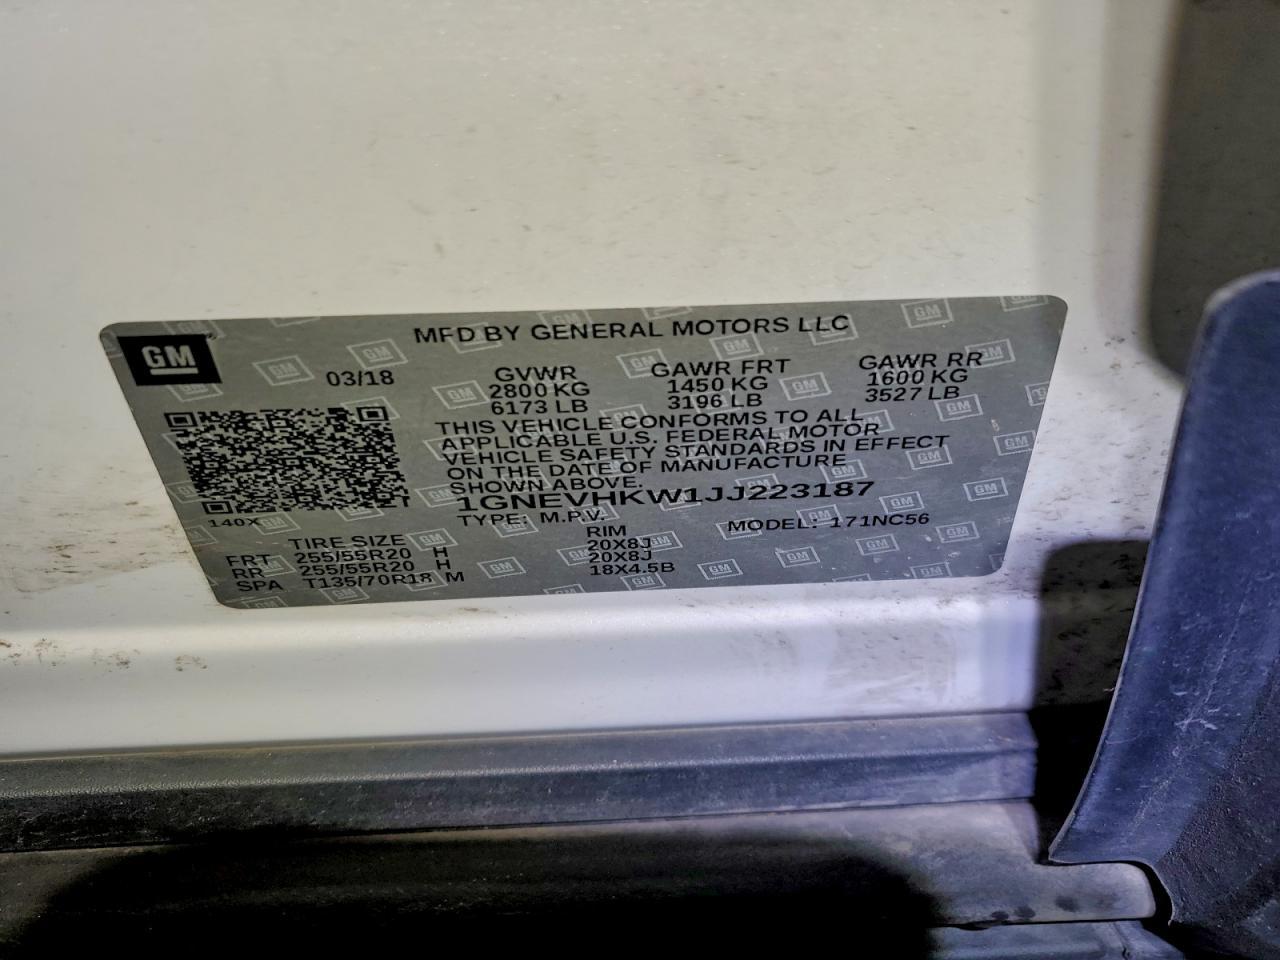 MFD BY GENERAL MOTORS LLC
GM
03/18 GVWR GAWR FRT GAWR RR
2800 KG 1450 KG 1600 KG
6173 LB 3196 LB 3527 LB
THIS VEHICLE CONFORMS TO ALL
APPLICABLE U.S. FEDERAL MOTOR
VEHICLE SAFETY STANDARDS IN EFFECT
ON THE DATE OF MANUFACTURE
SHOWN ABOVE.
1GNEVHKW1JJ223187
140X TYPE: M.P.V. MODEL: 171NC56
TIRE SIZE RIM
FRT 255/55R20 H 20X8J
RR 255/55R20 H 20X8J
SPA T135/70R18 M 18X4.5B